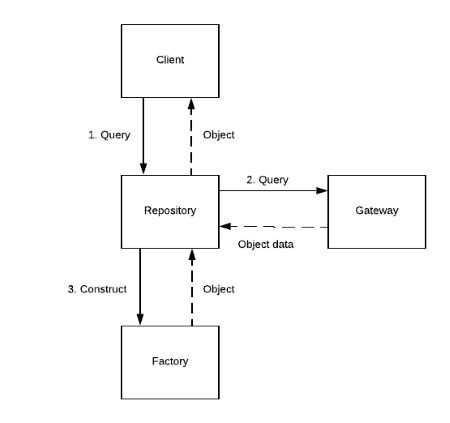 Client
1. Query
Object
2. Query
Repository
Gateway
Object data
3. Construct
Object
Factory